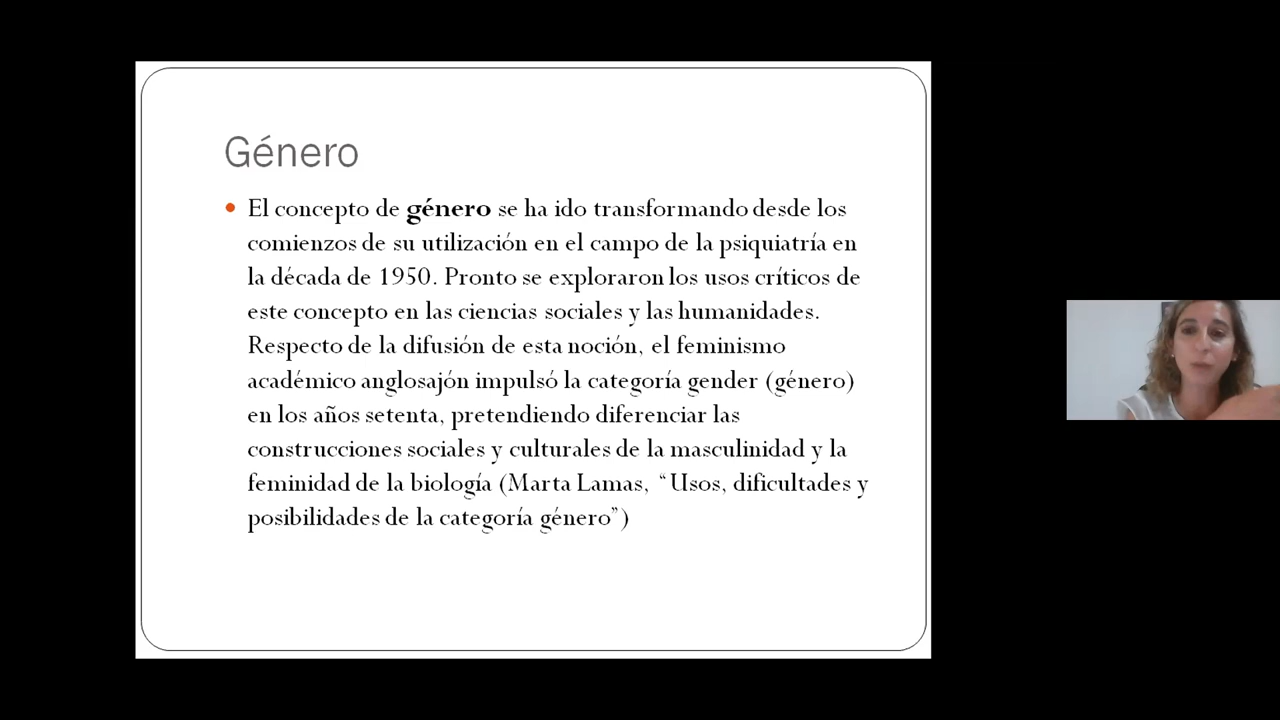 Género
El concepto de género se ha ido transformando desde los
comienzos de su utilización en el campo de la psiquiatría en
la década de 1950. Pronto se exploraron los usos críticos de
este concepto en las ciencias sociales y las humanidades.
Respecto de la difusión de esta noción, el feminismo
académico anglosajón impulsó la categoría gender (género)
en los años setenta, pretendiendo diferenciar las
construcciones sociales y culturales de la masculinidad y la
feminidad de la biología (Marta Lamas, “Usos, dificultades y
posibilidades de la categoría género”)